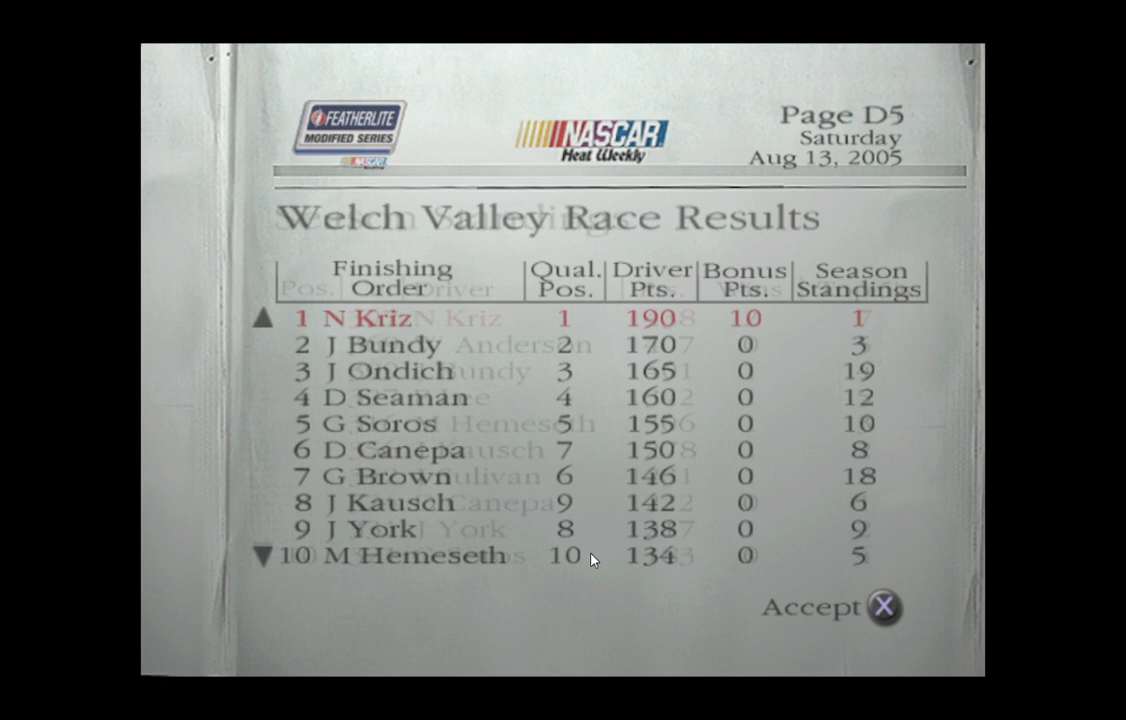 FEATHERLITE
MODIFIED SERIES
NASCAR
NASCAR
Heat Weekly
Page D5
Saturday
Aug 13, 2005
Welch Valley Race Results
Finishing Order Qual. Pos. Driver Pts. Bonus Pts. Season Standings
1 N Kriz 1 190 10 1
2 J Bundy 2 170 0 3
3 J Ondich 3 165 0 19
4 D Seaman 4 160 0 12
5 G Soros 5 155 0 10
6 D Canepa 7 150 0 8
7 G Brown 6 146 0 18
8 J Kausch 9 142 0 6
9 J York 8 138 0 9
10 M Hemeseth 10 134 0 5
Accept X